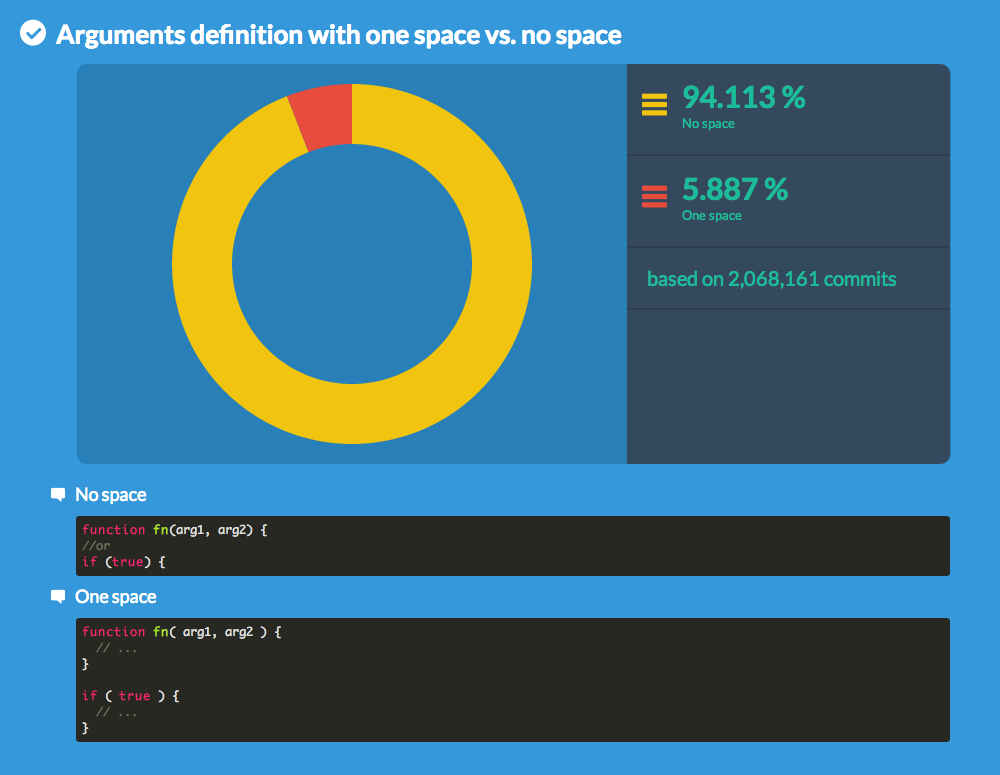 Arguments definition with one space vs. no space
94.113 %
No space
5.887 %
One space
based on 2,068,161 commits
No space
function fn(arg1, arg2) {
//or
if (true) {
One space
function fn( arg1, arg2 ) {
  // ...
}
if ( true ) {
  // ...
}